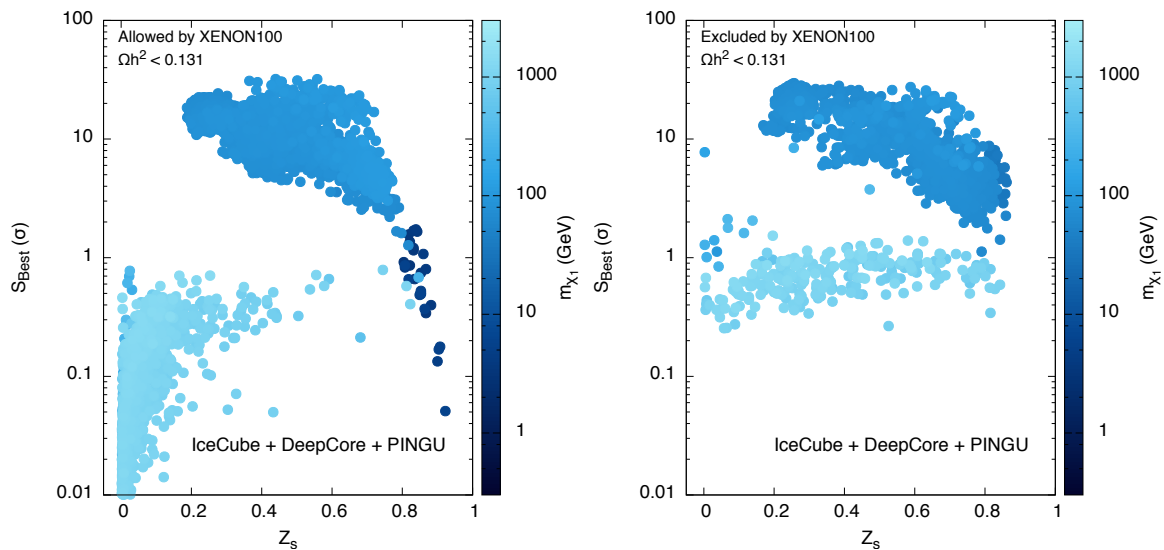 Allowed by XENON100
Ωh² < 0.131
IceCube + DeepCore + PINGU
100
10
1
0.1
0.01
S_Best (σ)
0 0.2 0.4 0.6 0.8 1
Z_s
1000
100
10
1
m_χ1 (GeV)
Excluded by XENON100
Ωh² < 0.131
IceCube + DeepCore + PINGU
100
10
1
0.1
0.01
S_Best (σ)
0 0.2 0.4 0.6 0.8 1
Z_s
1000
100
10
1
m_χ1 (GeV)